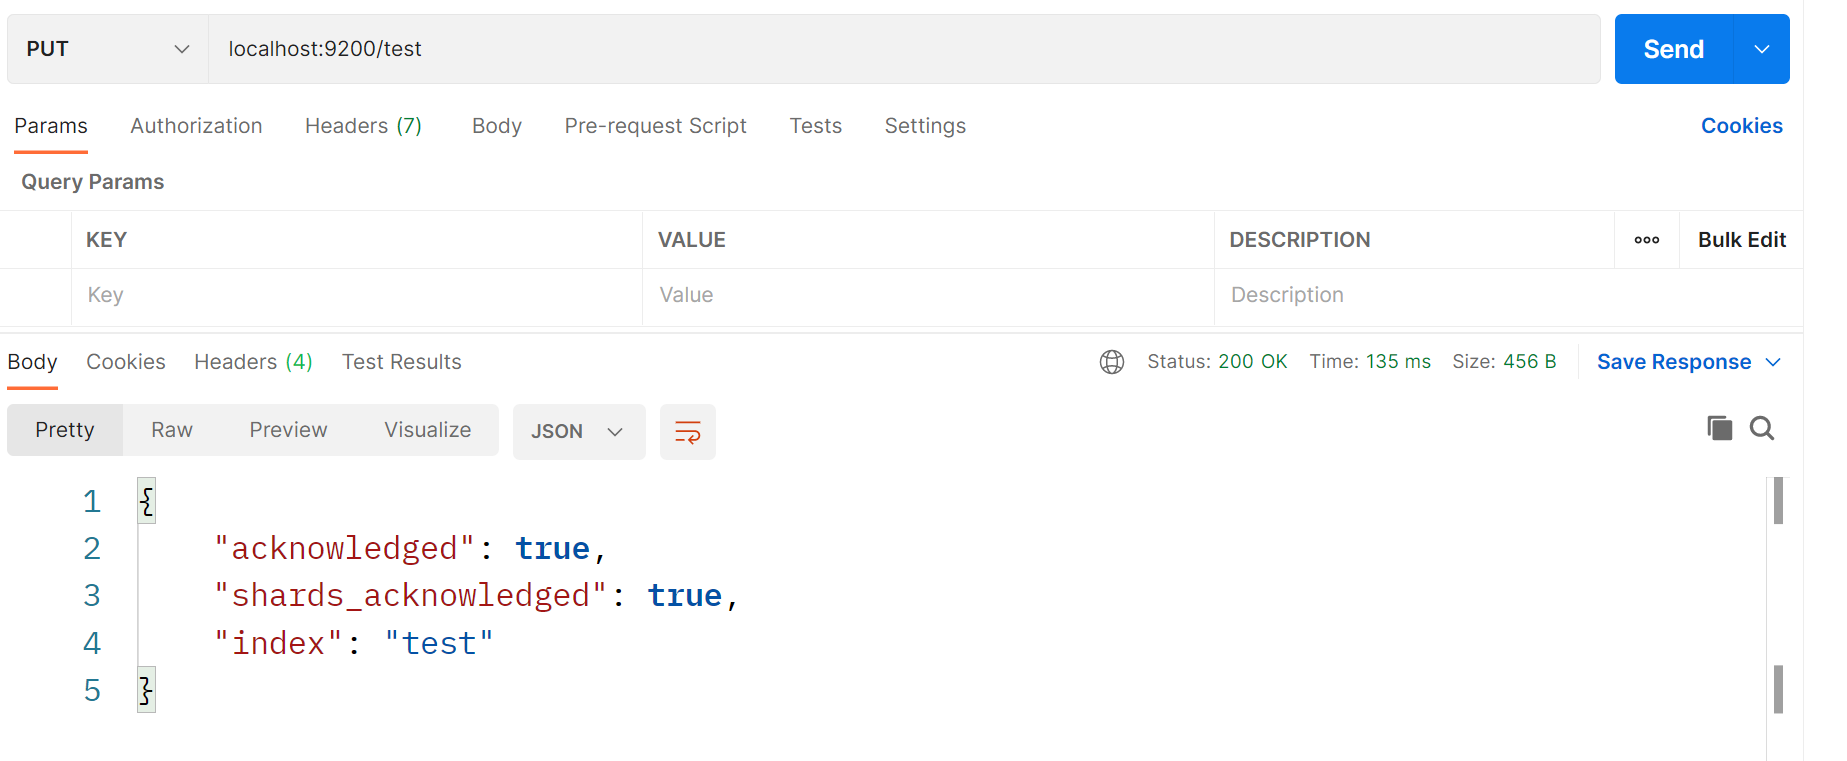 PUT localhost:9200/test Send
Params Authorization Headers (7) Body Pre-request Script Tests Settings Cookies
Query Params
KEY VALUE DESCRIPTION ooo Bulk Edit
Key Value Description
Body Cookies Headers (4) Test Results Status: 200 OK Time: 135 ms Size: 456 B Save Response
Pretty Raw Preview Visualize JSON
1 {
2 "acknowledged": true,
3 "shards_acknowledged": true,
4 "index": "test"
5 }